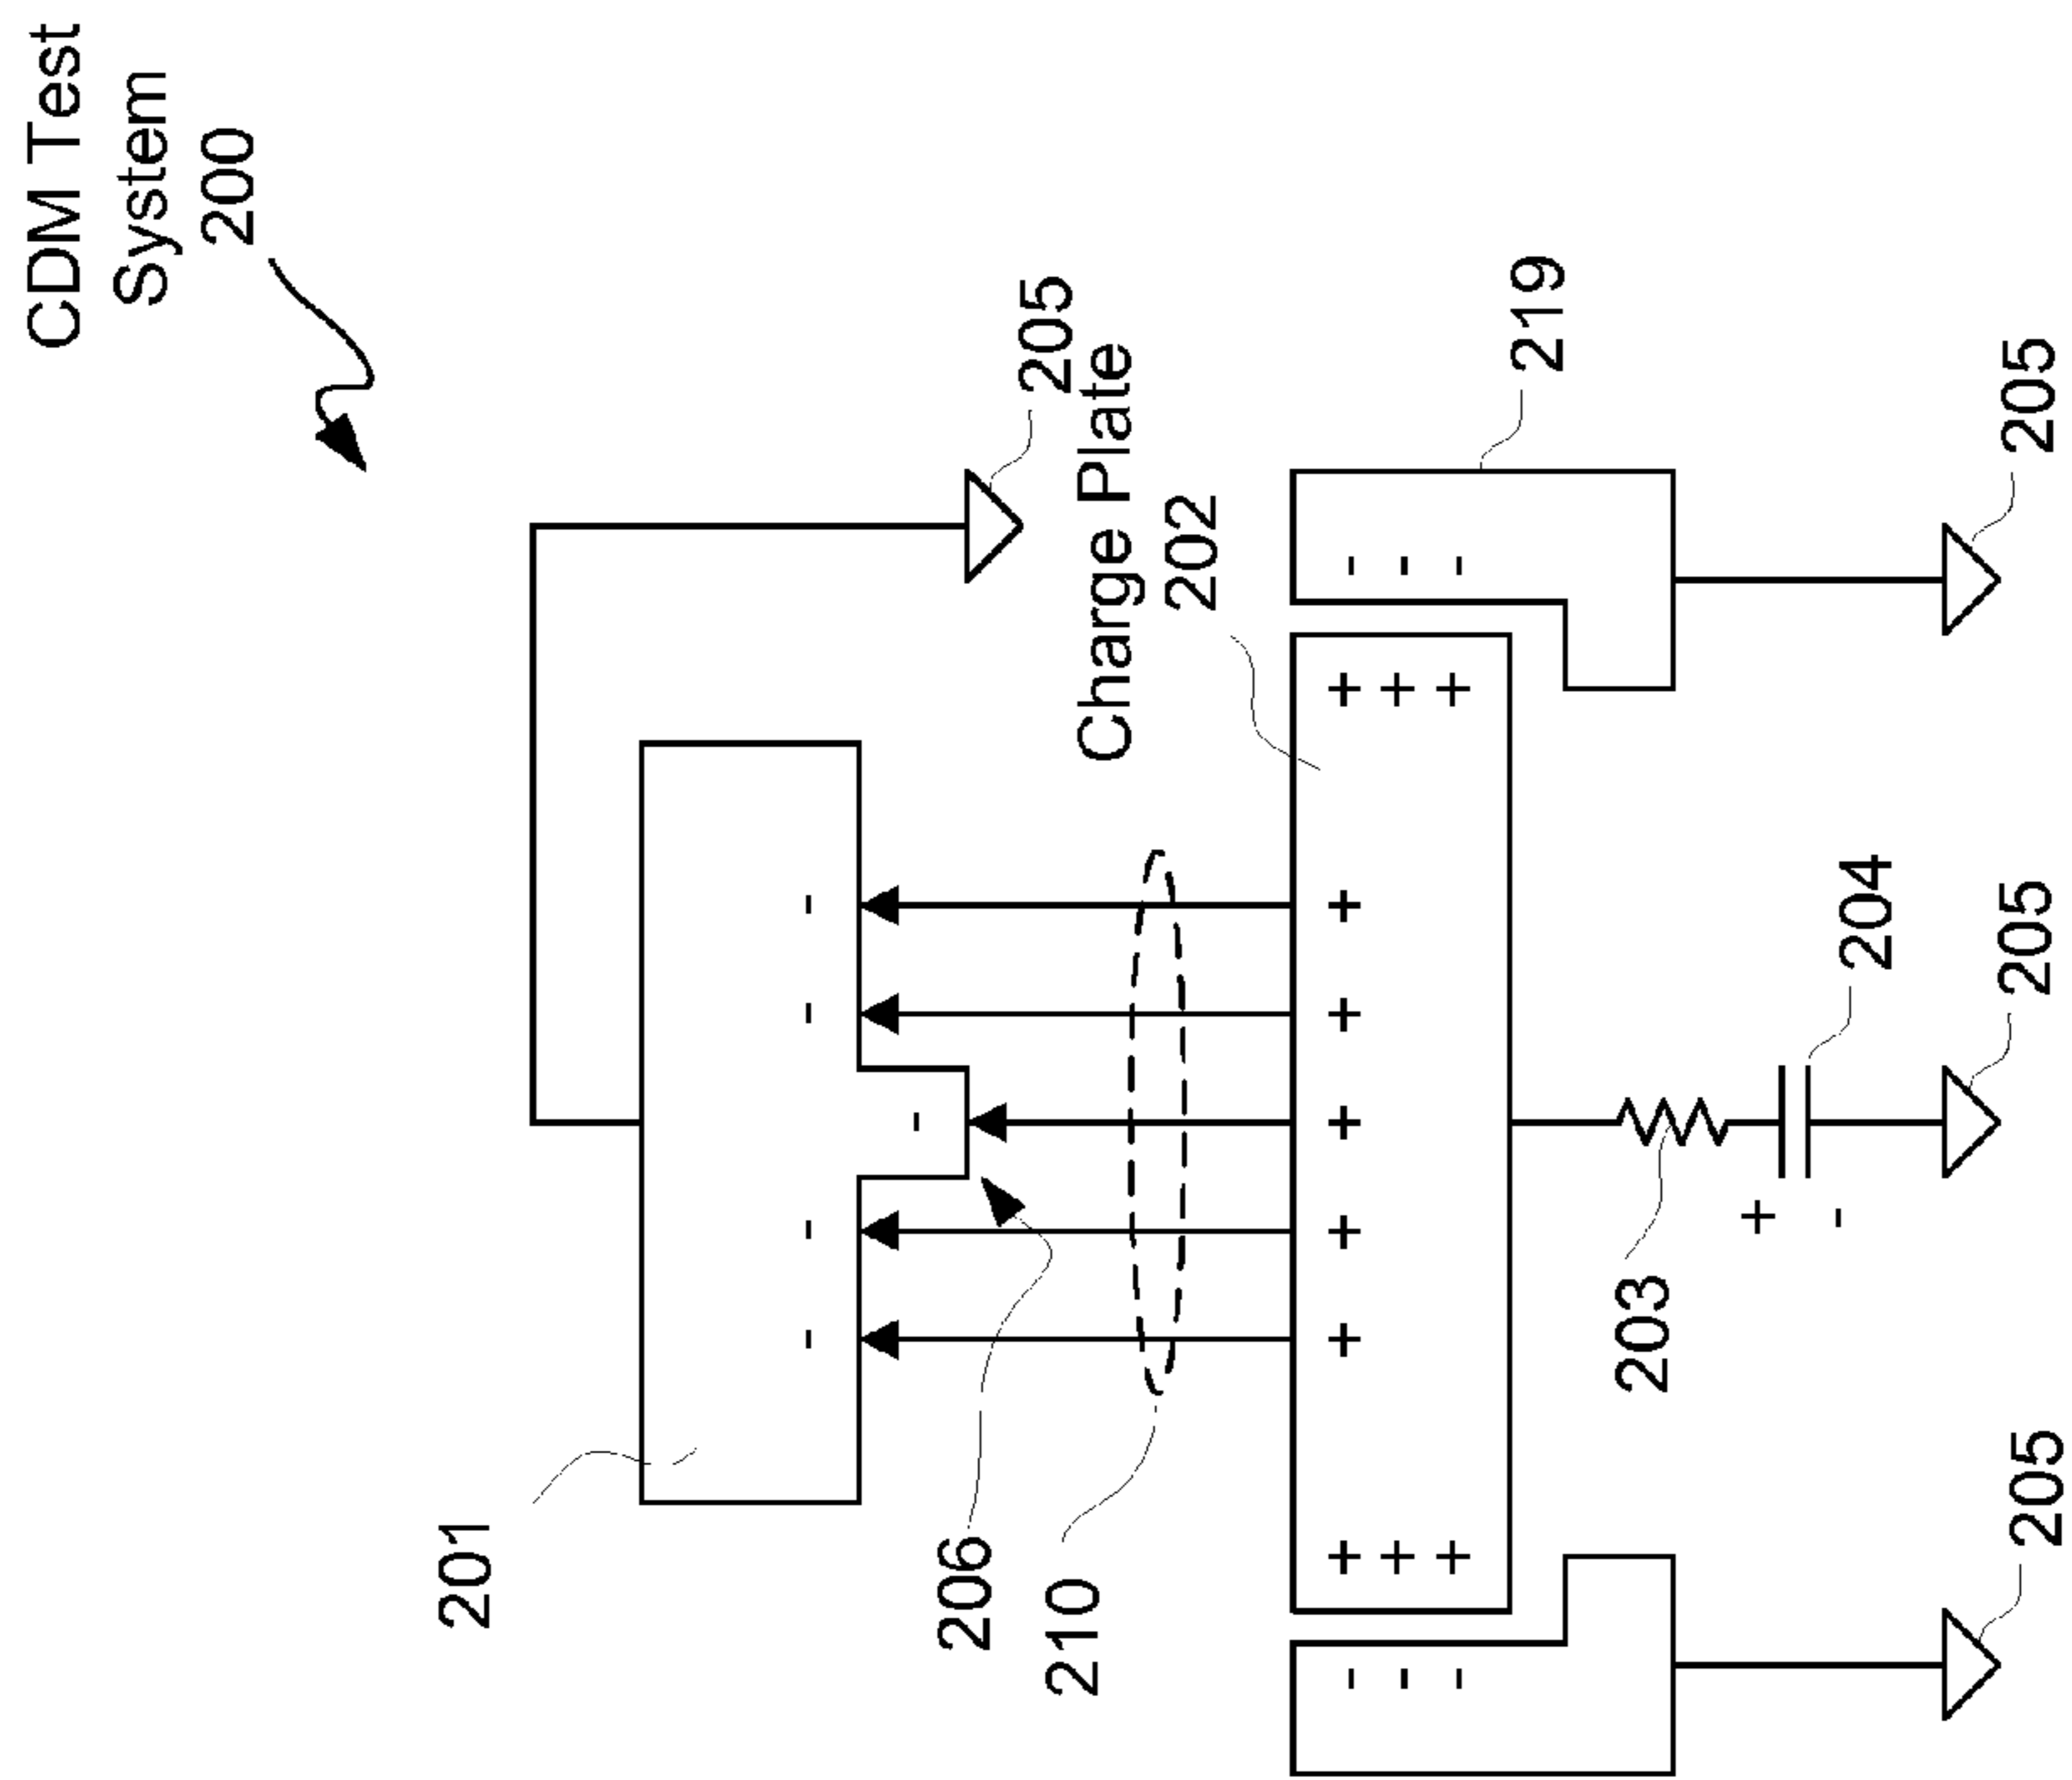 CDM Test
System
200
201
205
Charge Plate
202
206
210
219
- - - - -
+ + + + +
+ + +
+ + +
- - -
- - -
203
204
+
-
205
205
205